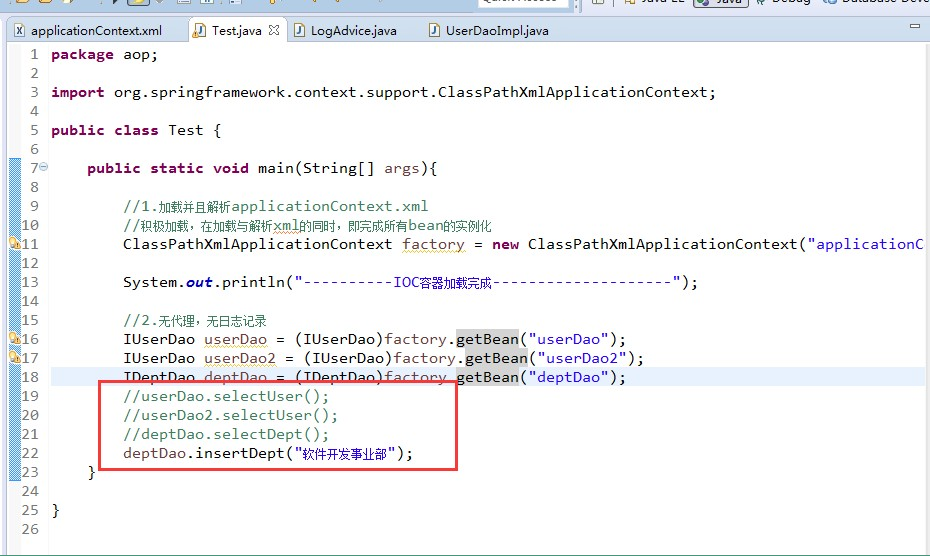 Java EE Java Debug
applicationContext.xml Test.java LogAdvice.java UserDaoImpl.java
1 package aop;
2
3 import org.springframework.context.support.ClassPathXmlApplicationContext;
4
5 public class Test {
6
7 public static void main(String[] args){
8
9 //1.加载并且解析applicationContext.xml
10 //积极加载，在加载与解析xml的同时，即完成所有bean的实例化
11 ClassPathXmlApplicationContext factory = new ClassPathXmlApplicationContext("applicationC
12
13 System.out.println("----------IOC容器加载完成--------------------");
14
15 //2.无代理，无日志记录
16 IUserDao userDao = (IUserDao)factory.getBean("userDao");
17 IUserDao userDao2 = (IUserDao)factory.getBean("userDao2");
18 IDeptDao deptDao = (IDeptDao)factory.getBean("deptDao");
19 //userDao.selectUser();
20 //userDao2.selectUser();
21 //deptDao.selectDept();
22 deptDao.insertDept("软件开发事业部");
23 }
24
25 }
26